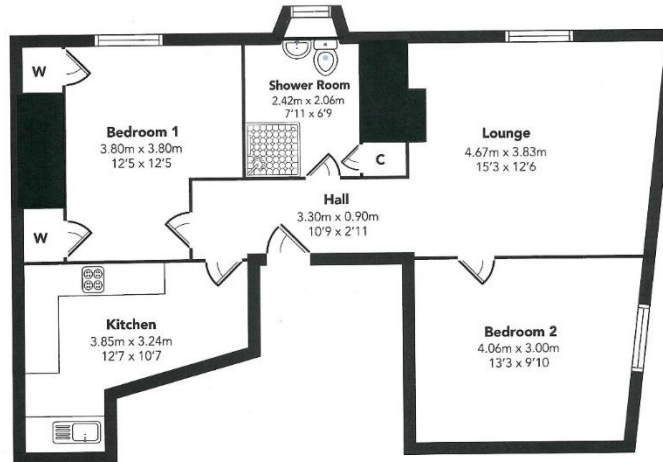 W
Bedroom 1
3.80m x 3.80m
12'5 x 12'5
W
Shower Room
2.42m x 2.06m
7'11 x 6'9
C
Lounge
4.67m x 3.83m
15'3 x 12'6
Hall
3.30m x 0.90m
10'9 x 2'11
Kitchen
3.85m x 3.24m
12'7 x 10'7
Bedroom 2
4.06m x 3.00m
13'3 x 9'10